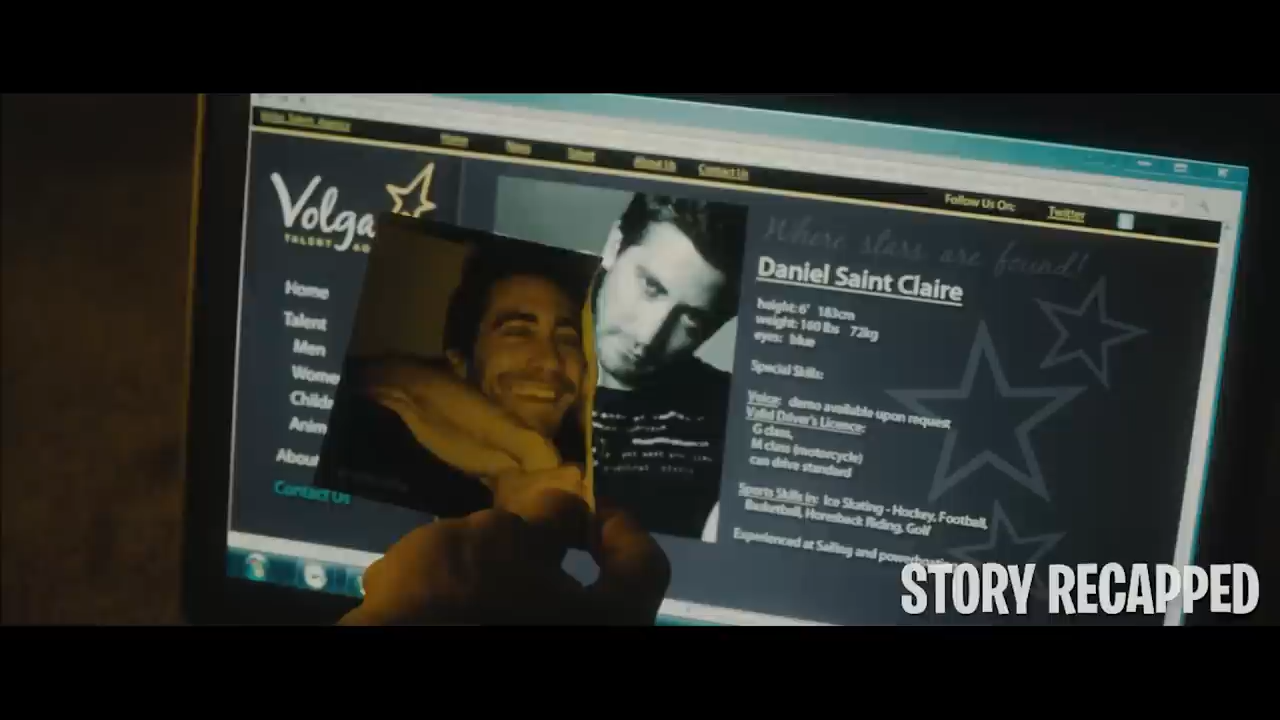 Home
News
Talent
About Us
Contact Us
Follow Us On:
Twitter
Volga
TALENT
Where stars are found!
Daniel Saint Claire
height: 6' 183cm
weight: 160 lbs 72kg
eyes: blue
Special Skills:
Voice: demo available upon request
Valid Driver's Licence:
G class,
M class (motorcycle)
can drive standard
Sports Skills in: Ice Skating - Hockey, Football,
Basketball, Horseback Riding, Golf
Experienced at Sailing and
Home
Talent
Men
Contact Us
STORY RECAPPED